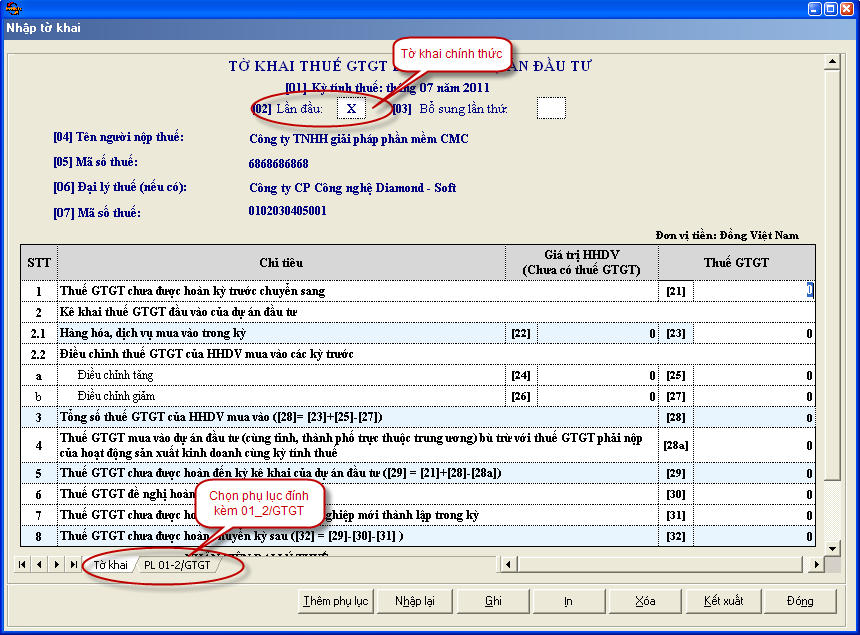 Nhập tờ khai
Tờ khai chính thức
TỜ KHAI THUẾ GTGT ÁN ĐẦU TƯ
[01] Kỳ tính thuế: tháng 07 năm 2011
[02] Lần đầu: X [03] Bổ sung lần thứ:
[04] Tên người nộp thuế: Công ty TNHH giải pháp phần mềm CMC
[05] Mã số thuế: 6868686868
[06] Đại lý thuế (nếu có): Công ty CP Công nghệ Diamond - Soft
[07] Mã số thuế: 0102030405001
Đơn vị tiền: Đồng Việt Nam
STT Chỉ tiêu Giá trị HHDV (Chưa có thuế GTGT) Thuế GTGT
1 Thuế GTGT chưa được hoàn kỳ trước chuyển sang [21] 0
2 Kê khai thuế GTGT đầu vào của dự án đầu tư
2.1 Hàng hóa, dịch vụ mua vào trong kỳ [22] 0 [23] 0
2.2 Điều chỉnh thuế GTGT của HHDV mua vào các kỳ trước
a Điều chỉnh tăng [24] 0 [25] 0
b Điều chỉnh giảm [26] 0 [27] 0
3 Tổng số thuế GTGT của HHDV mua vào ([28]= [23]+[25]-[27]) [28] 0
4 Thuế GTGT mua vào dự án đầu tư (cùng tỉnh, thành phố trực thuộc trung ương) bù trừ với thuế GTGT phải nộp
của hoạt động sản xuất kinh doanh cùng kỳ tính thuế [28a] 0
5 Thuế GTGT chưa được hoàn đến kỳ kê khai của dự án đầu tư ([29] = [21]+[28]-[28a]) [29] 0
6 Thuế GTGT đề nghị hoàn [30] 0
7 Thuế GTGT chưa được nghiệp mới thành lập trong kỳ [31] 0
8 Thuế GTGT chưa được hoàn chuyển kỳ sau ([32] = [29]-[30]-[31] ) [32] 0
Chọn phụ lục đính
kèm 01_2/GTGT
Tờ khai PL 01-2/GTGT
Thêm phụ lục Nhập lại Ghi In Xóa Kết xuất Đóng